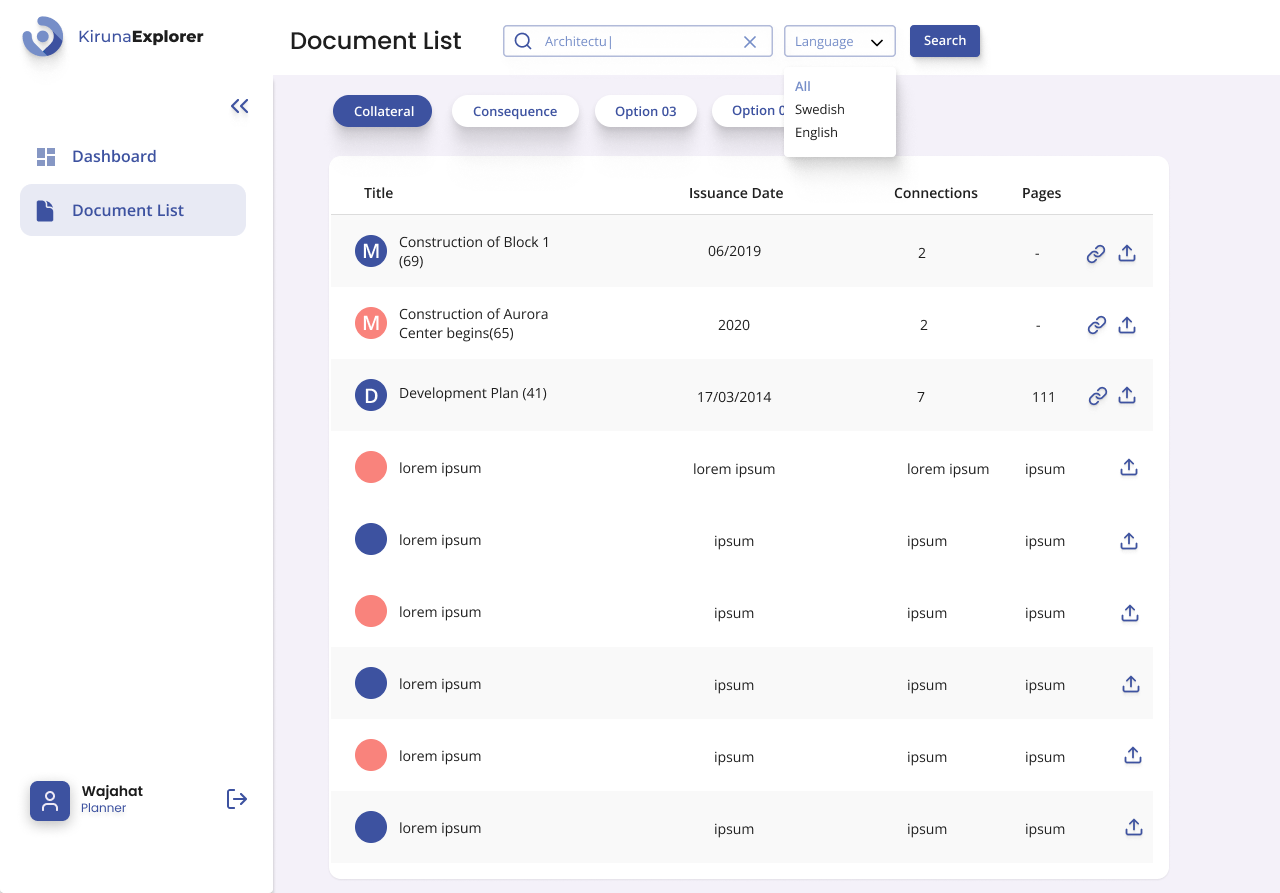 KirunaExplorer
Document List
Architectu|
Language
Search
All
Swedish
English
Collateral
Consequence
Option 03
Option 0
Dashboard
Document List
Title Issuance Date Connections Pages
M Construction of Block 1
(69)
06/2019 2 -
M Construction of Aurora
Center begins(65)
2020 2 -
D Development Plan (41) 17/03/2014 7 111
lorem ipsum lorem ipsum lorem ipsum ipsum
lorem ipsum ipsum ipsum ipsum
lorem ipsum ipsum ipsum ipsum
lorem ipsum ipsum ipsum ipsum
lorem ipsum ipsum ipsum ipsum
lorem ipsum ipsum ipsum ipsum
Wajahat
Planner